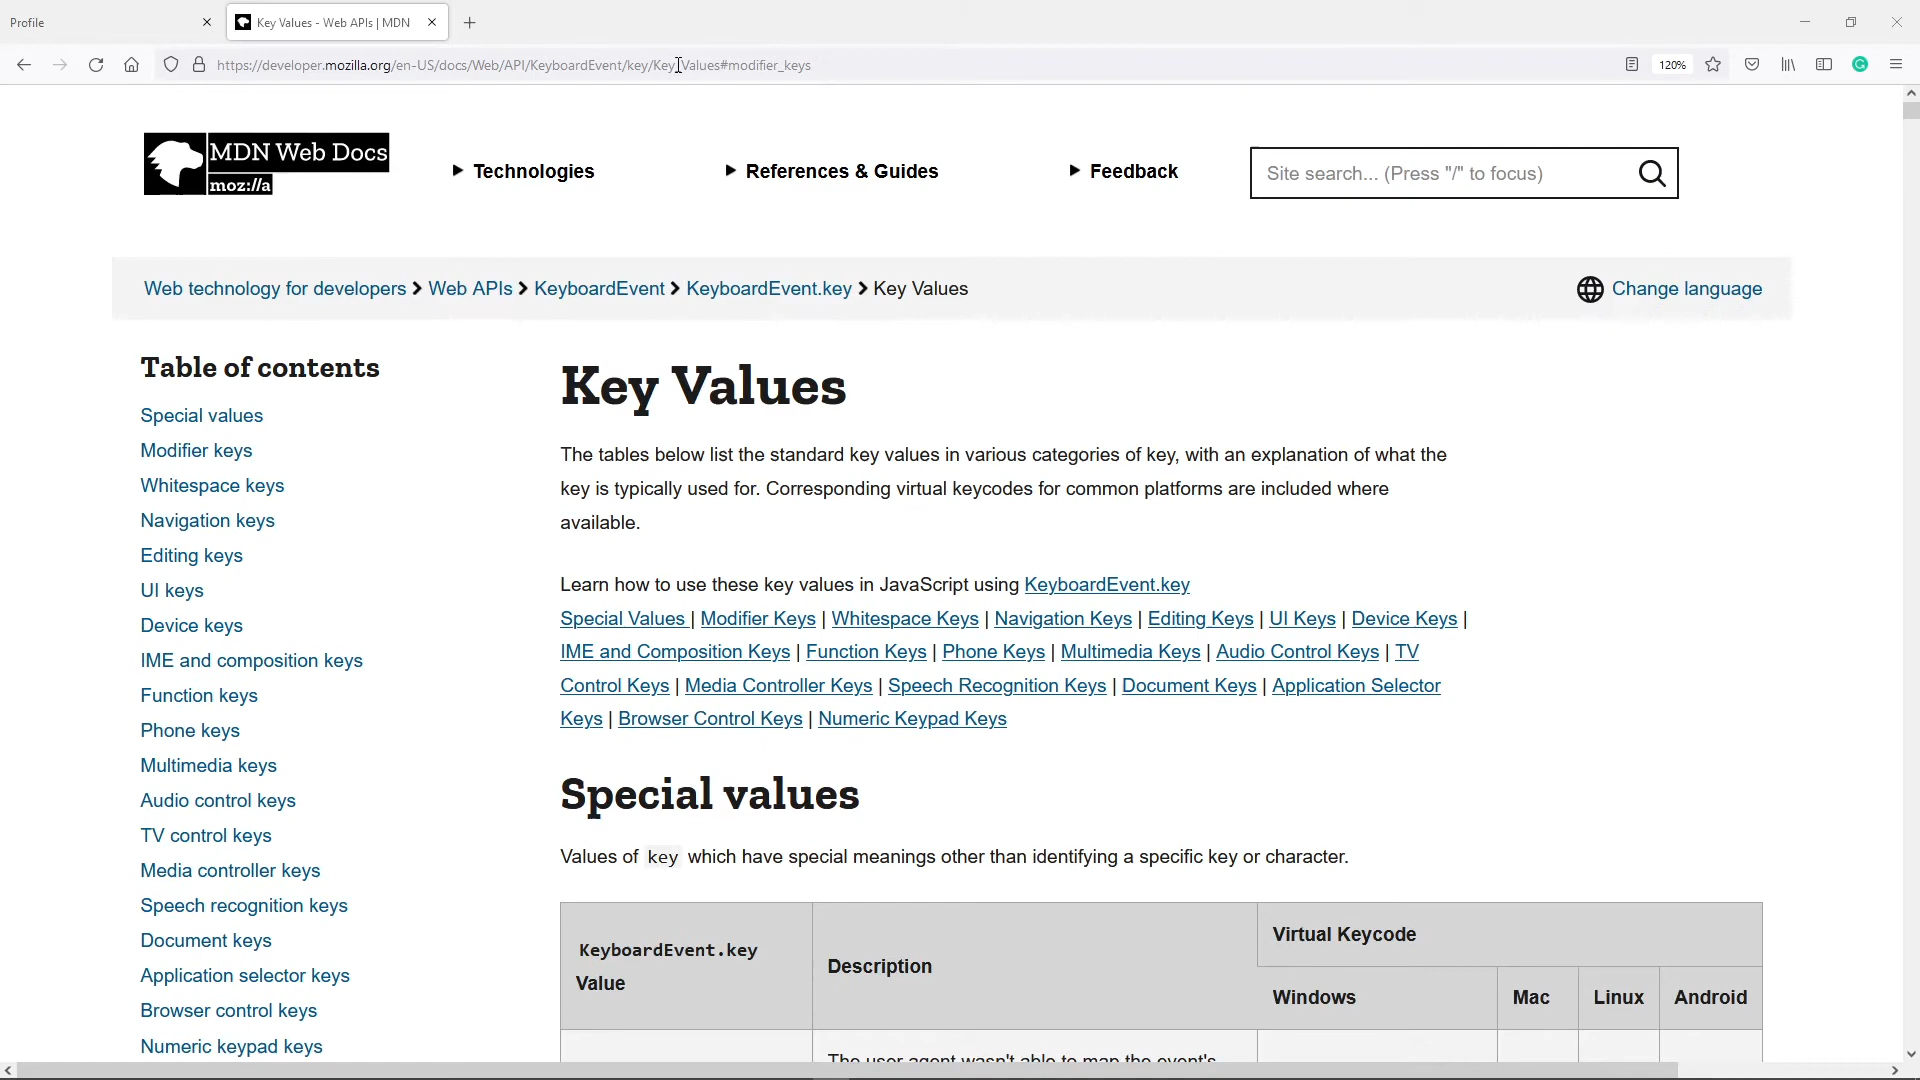 Profile
Key Values - Web APIs | MDN
https://developer.mozilla.org/en-US/docs/Web/API/KeyboardEvent/key/Key_Values#modifier_keys
120%
MDN Web Docs
moz://a
Technologies
References & Guides
Feedback
Site search... (Press "/" to focus)
Web technology for developers > Web APIs > KeyboardEvent > KeyboardEvent.key > Key Values
Change language
Table of contents
Special values
Modifier keys
Whitespace keys
Navigation keys
Editing keys
UI keys
Device keys
IME and composition keys
Function keys
Phone keys
Multimedia keys
Audio control keys
TV control keys
Media controller keys
Speech recognition keys
Document keys
Application selector keys
Browser control keys
Numeric keypad keys
Key Values
The tables below list the standard key values in various categories of key, with an explanation of what the
key is typically used for. Corresponding virtual keycodes for common platforms are included where
available.
Learn how to use these key values in JavaScript using KeyboardEvent.key
Special Values | Modifier Keys | Whitespace Keys | Navigation Keys | Editing Keys | UI Keys | Device Keys |
IME and Composition Keys | Function Keys | Phone Keys | Multimedia Keys | Audio Control Keys | TV
Control Keys | Media Controller Keys | Speech Recognition Keys | Document Keys | Application Selector
Keys | Browser Control Keys | Numeric Keypad Keys
Special values
Values of key which have special meanings other than identifying a specific key or character.
KeyboardEvent.key
Value
Description
Virtual Keycode
Windows
Mac
Linux
Android
The user agent wasn't able to map the event's